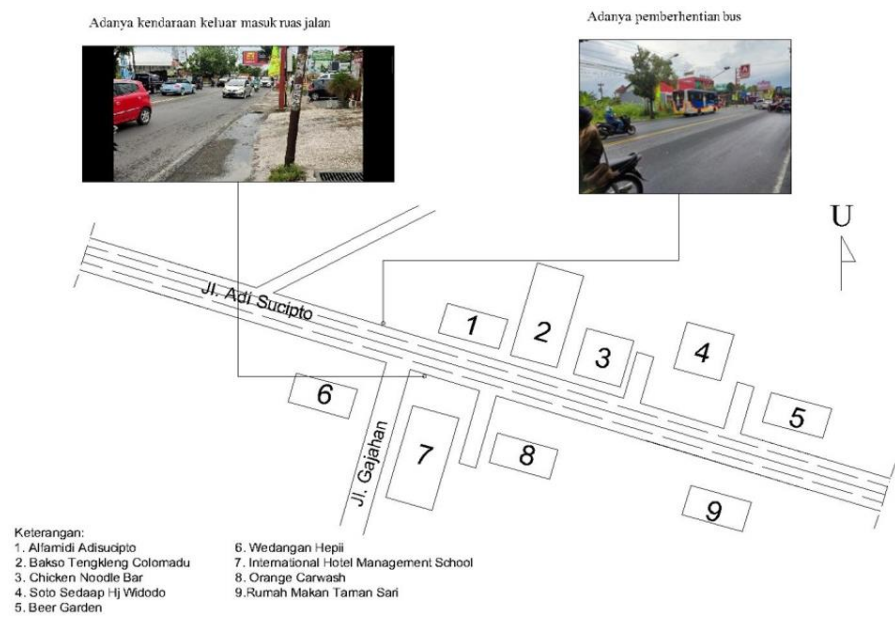 Adanya kendaraan keluar masuk ruas jalan
Adanya pemberhentian bus
U
Jl. Adi Sucipto
1
2
3
4
5
6
7
8
9
Jl. Gajahan
Keterangan:
1. Alfamidi Adisucipto
2. Bakso Tengkleng Colomadu
3. Chicken Noodle Bar
4. Soto Sedaap Hj Widodo
5. Beer Garden
6. Wedangan Hepii
7. International Hotel Management School
8. Orange Carwash
9.Rumah Makan Taman Sari